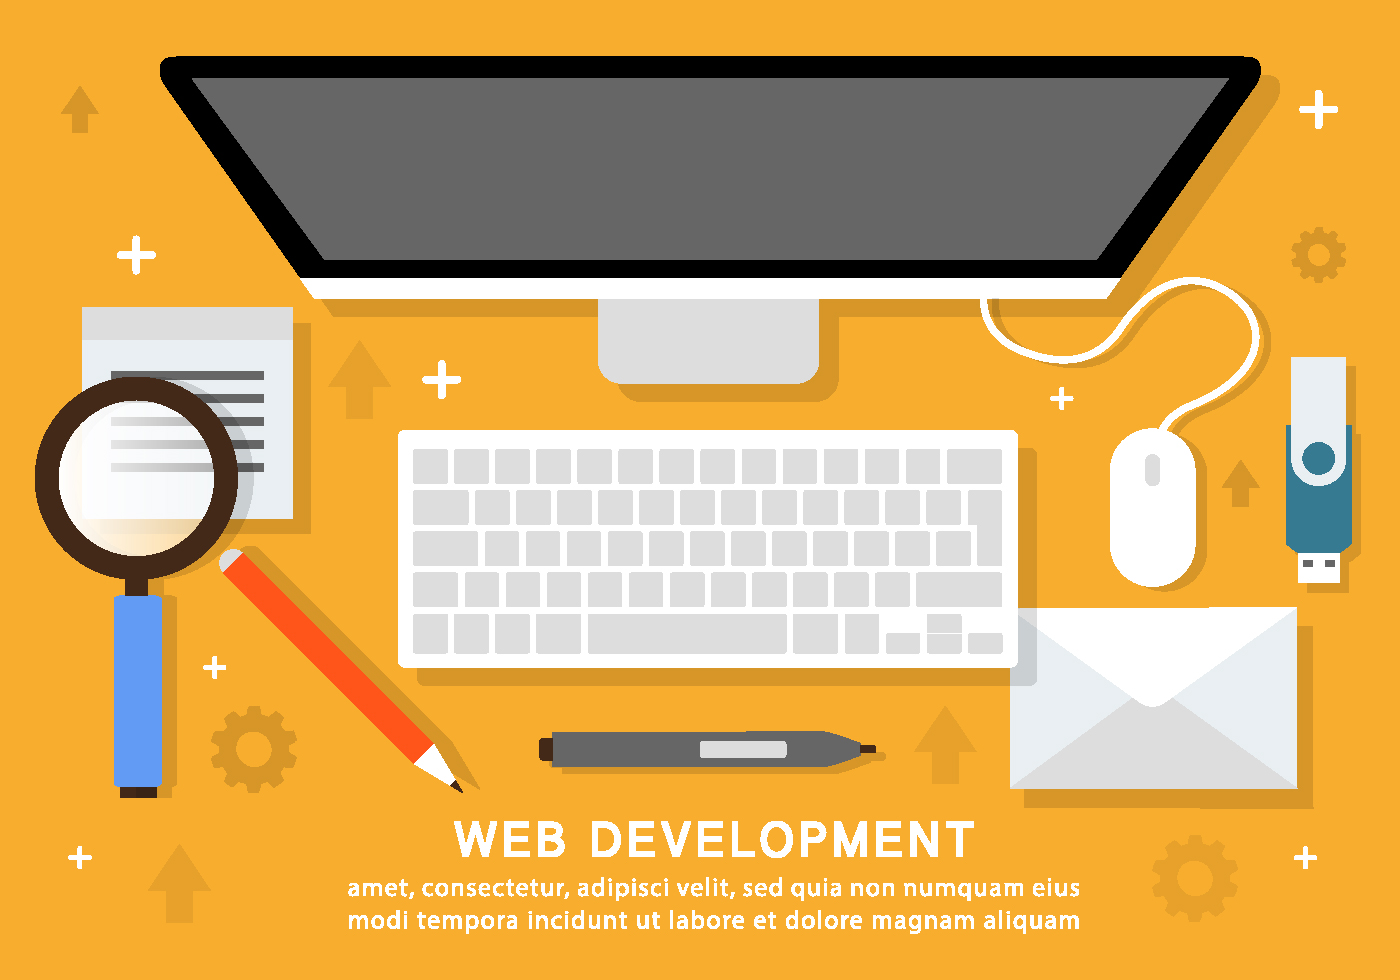 WEB DEVELOPMENT
amet, consectetur, adipisci velit, sed quia non numquam eius
modi tempora incidunt ut labore et dolore magnam aliquam